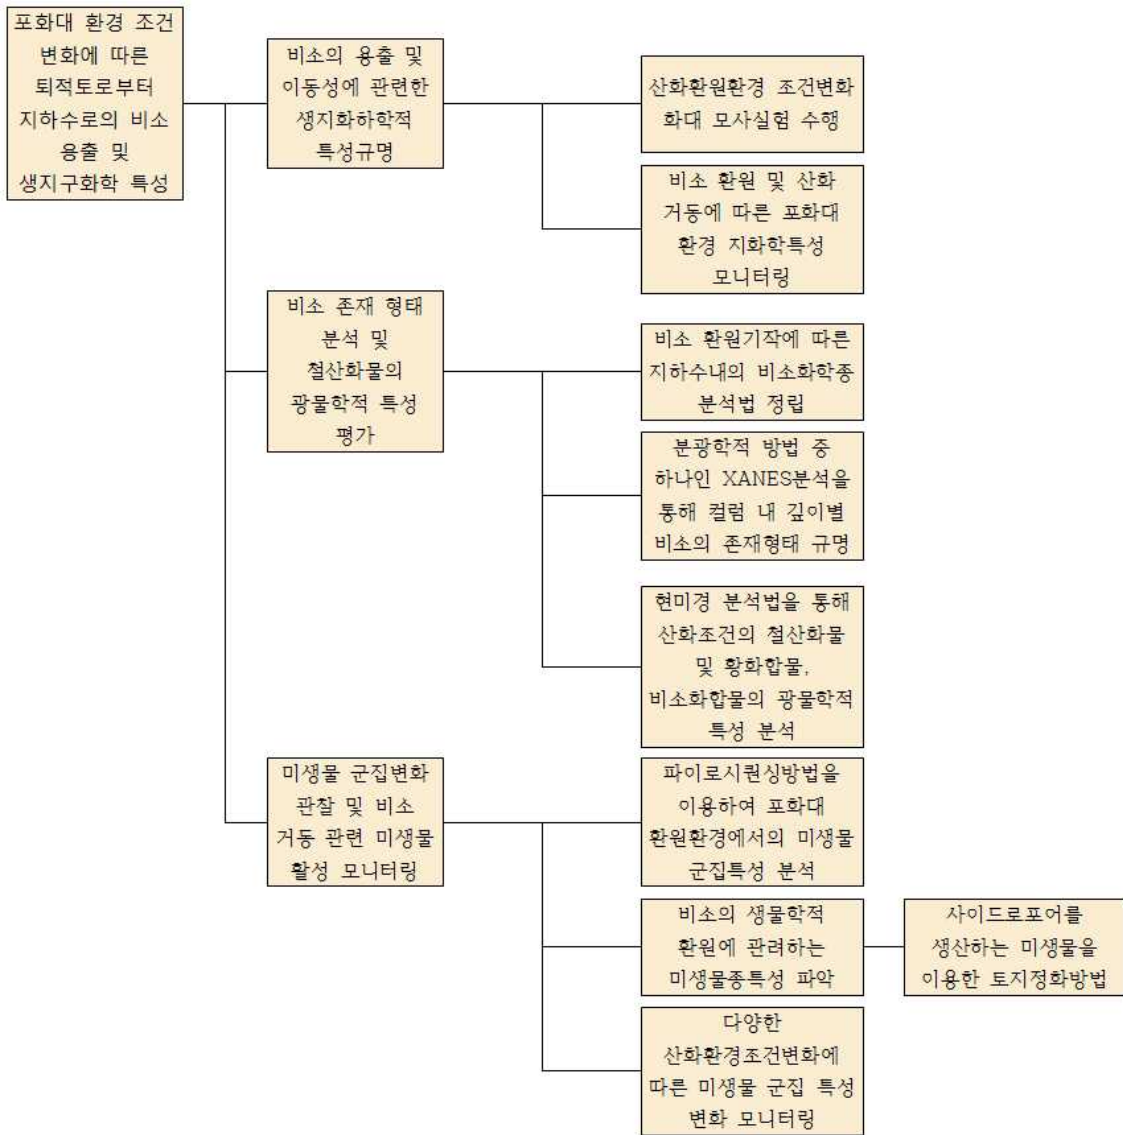 포화대 환경 조건
변화에 따른
퇴적토로부터
지하수로의 비소
용출 및
생지구화학 특성
비소의 용출 및
이동성에 관련한
생지화하학적
특성규명
산화환원환경 조건변화
화대 모사실험 수행
비소 환원 및 산화
거동에 따른 포화대
환경 지화학특성
모니터링
비소 존재 형태
분석 및
철산화물의
광물학적 특성
평가
비소 환원기작에 따른
지하수내의 비소화학종
분석법 정립
분광학적 방법 중
하나인 XANES분석을
통해 컬럼 내 깊이별
비소의 존재형태 규명
현미경 분석법을 통해
산화조건의 철산화물
및 황화합물,
비소화합물의 광물학적
특성 분석
미생물 군집변화
관찰 및 비소
거동 관련 미생물
활성 모니터링
파이로시퀀싱방법을
이용하여 포화대
환원환경에서의 미생물
군집특성 분석
비소의 생물학적
환원에 관려하는
미생물종특성 파악
사이드로포어를
생산하는 미생물을
이용한 토지정화방법
다양한
산화환경조건변화에
따른 미생물 군집 특성
변화 모니터링